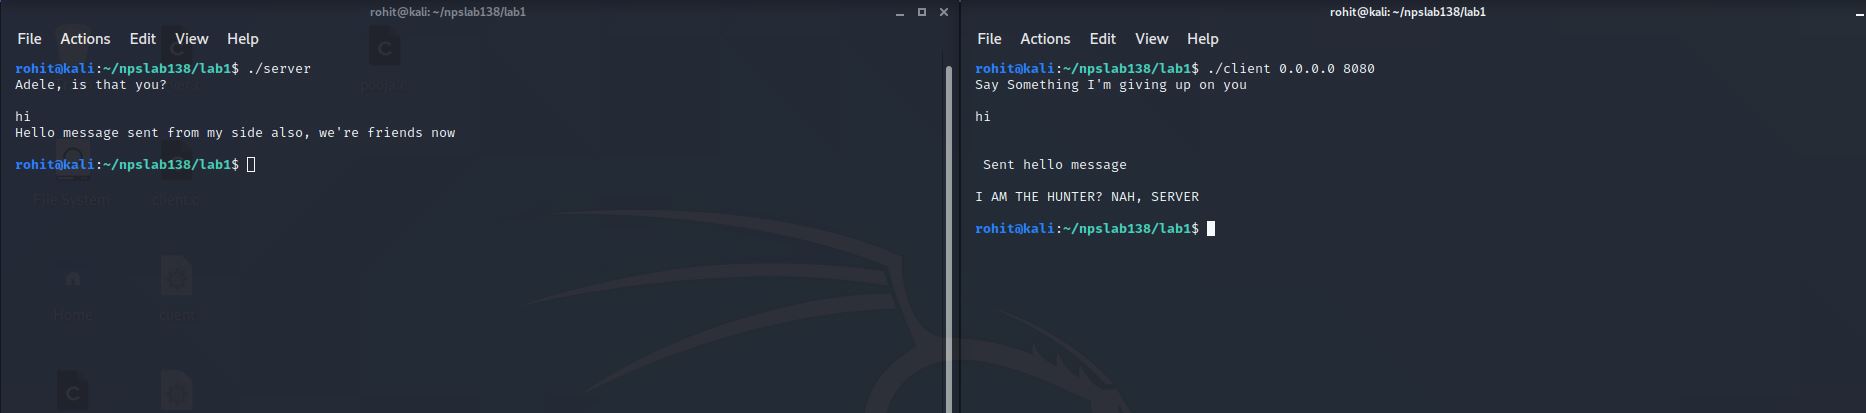 rohit@kali: ~/npslab138/lab1
File Actions Edit View Help
rohit@kali:~/npslab138/lab1$ ./server
Adele, is that you?
hi
Hello message sent from my side also, we're friends now
rohit@kali:~/npslab138/lab1$
File System
client.c
Home
client
rohit@kali: ~/npslab138/lab1
File Actions Edit View Help
rohit@kali:~/npslab138/lab1$ ./client 0.0.0.0 8080
Say Something I'm giving up on you
hi
Sent hello message
I AM THE HUNTER? NAH, SERVER
rohit@kali:~/npslab138/lab1$